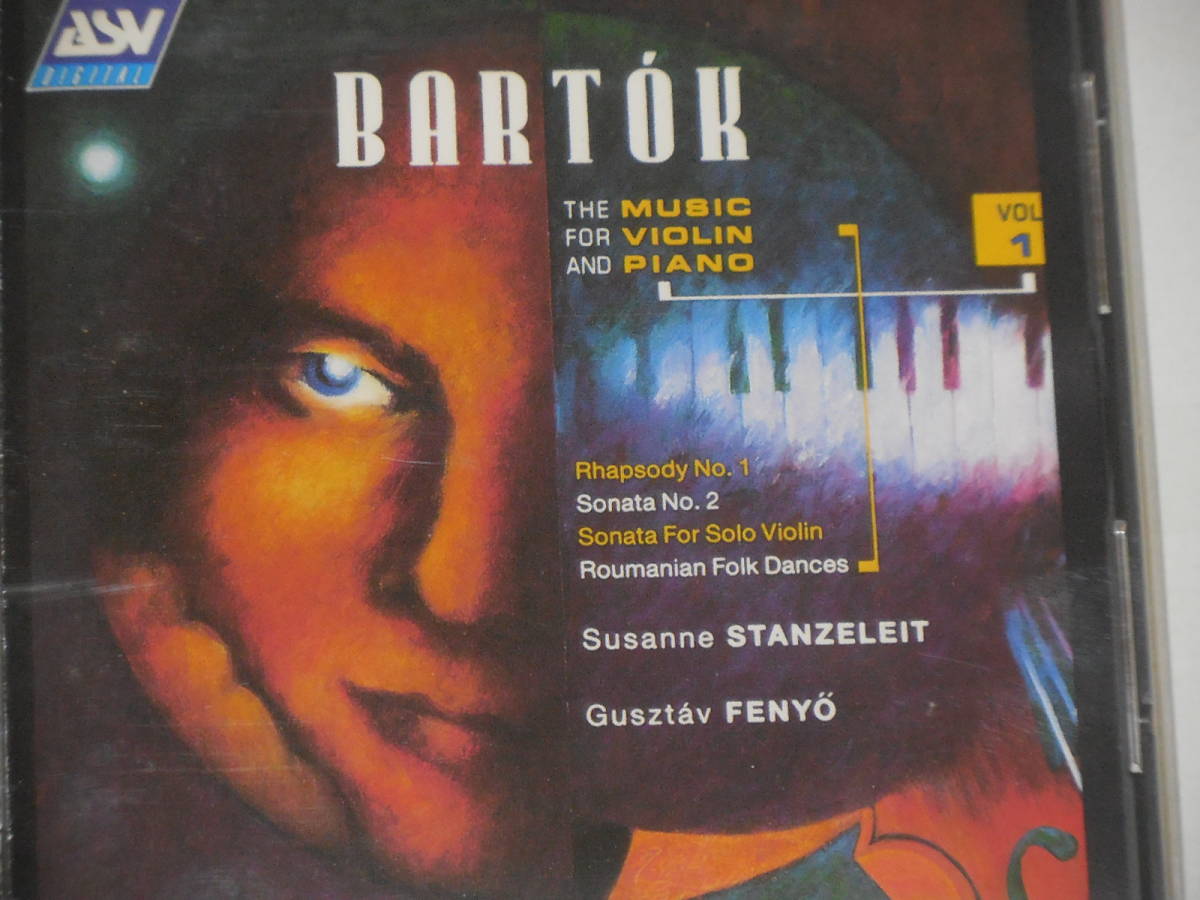 ASV
DIGITAL
BARTÓK
THE MUSIC
FOR VIOLIN
AND PIANO
VOL
1
Rhapsody No. 1
Sonata No. 2
Sonata For Solo Violin
Roumanian Folk Dances
Susanne STANZELEIT
Gusztáv FENYŐ